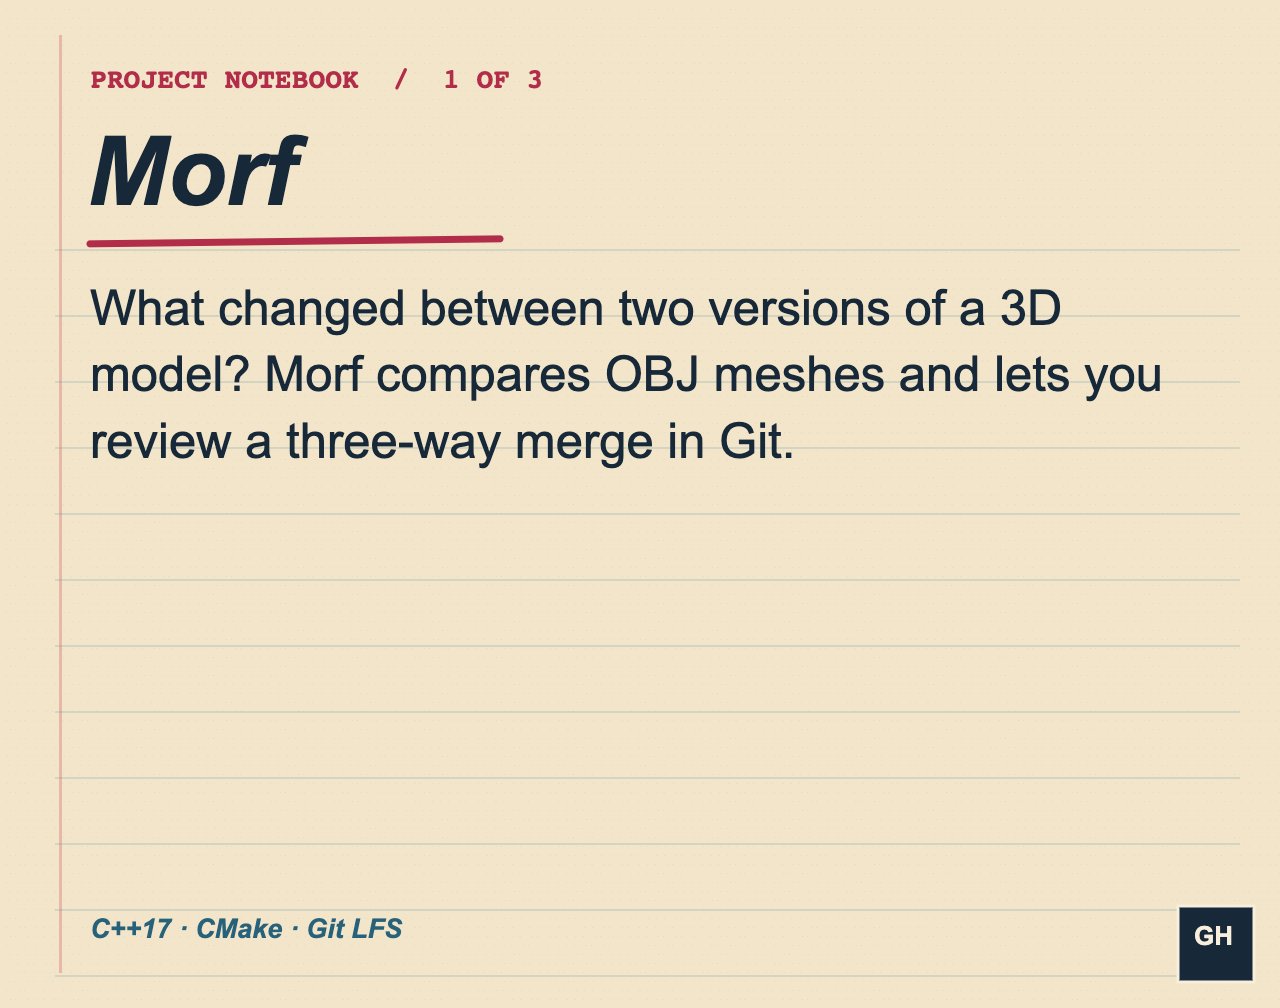 PROJECT NOTEBOOK / 1 OF 3
Morf
What changed between two versions of a 3D
model? Morf compares OBJ meshes and lets you
review a three-way merge in Git.
C++17 · CMake · Git LFS
GH